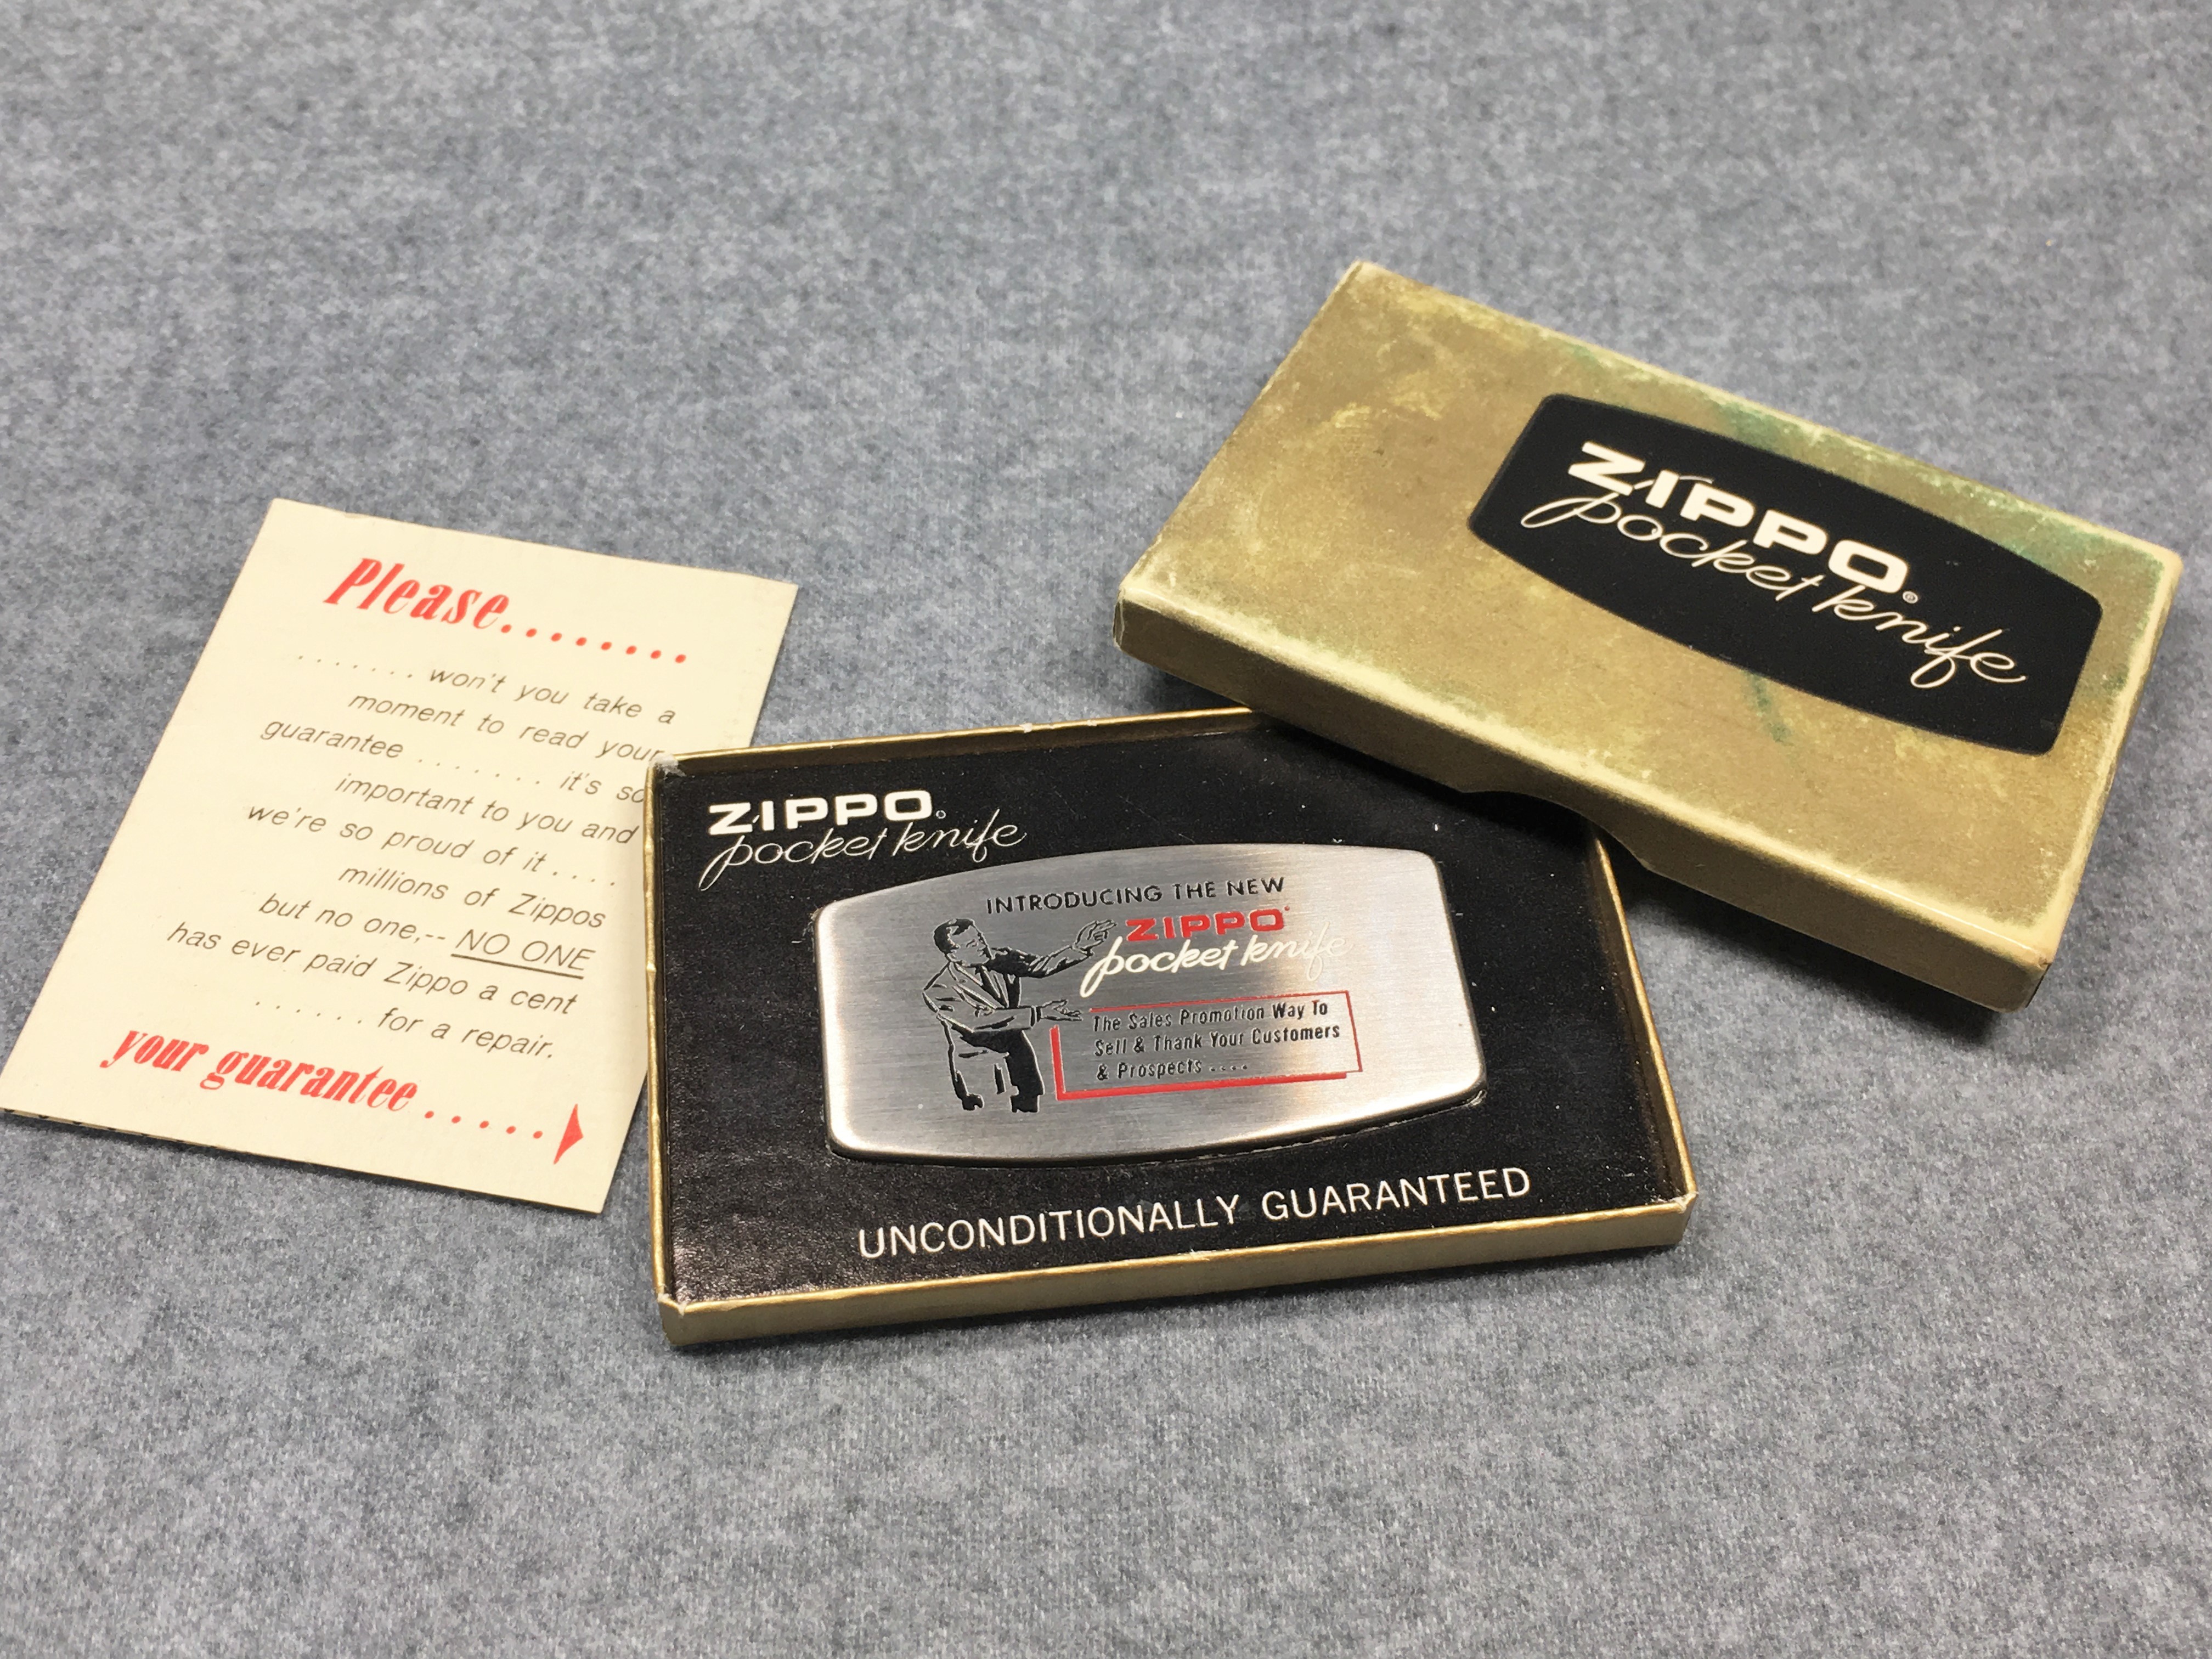 Please........
....... won't you take a
moment to read your
guarantee ....... it's so
important to you and
we're so proud of it ....
millions of Zippos
but no one,-- NO ONE
has ever paid Zippo a cent
...... for a repair.
your guarantee.....
ZIPPO®
pocket knife
ZIPPO®
pocket knife
INTRODUCING THE NEW
ZIPPO®
pocket knife
The Sales Promotion Way To
Sell & Thank Your Customers
& Prospects ....
UNCONDITIONALLY GUARANTEED